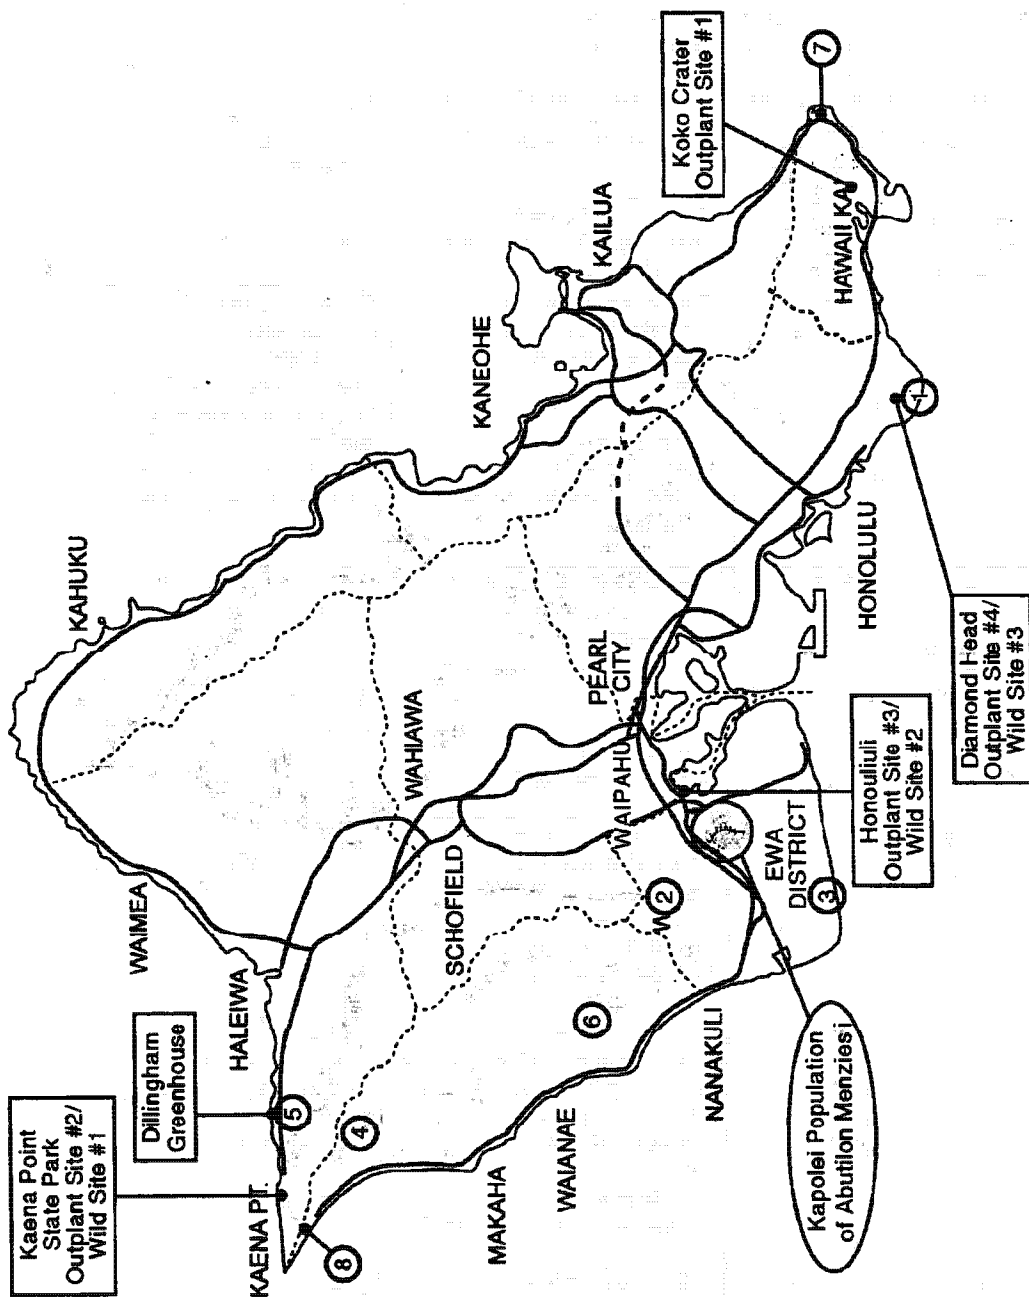 Kaena Point
State Park
Outplant Site #2/
Wild Site #1
Dillingham
Greenhouse
KAENA PT.
HALEIWA
WAIMEA
KAHUKU
KANEOHE
KAILUA
Koko Crater
Outplant Site #1
7
HAWAII KAI
8
5
4
MAKAHA
WAIANAE
6
NANAKULI
SCHOFIELD
WAHIAWA
2
WAIPAHU
PEARL
CITY
EWA
DISTRICT
3
HONOLULU
Kapolei Population
of Abutilon Menziesi
Honouliuli
Outplant Site #3/
Wild Site #2
Diamond Head
Outplant Site #4/
Wild Site #3